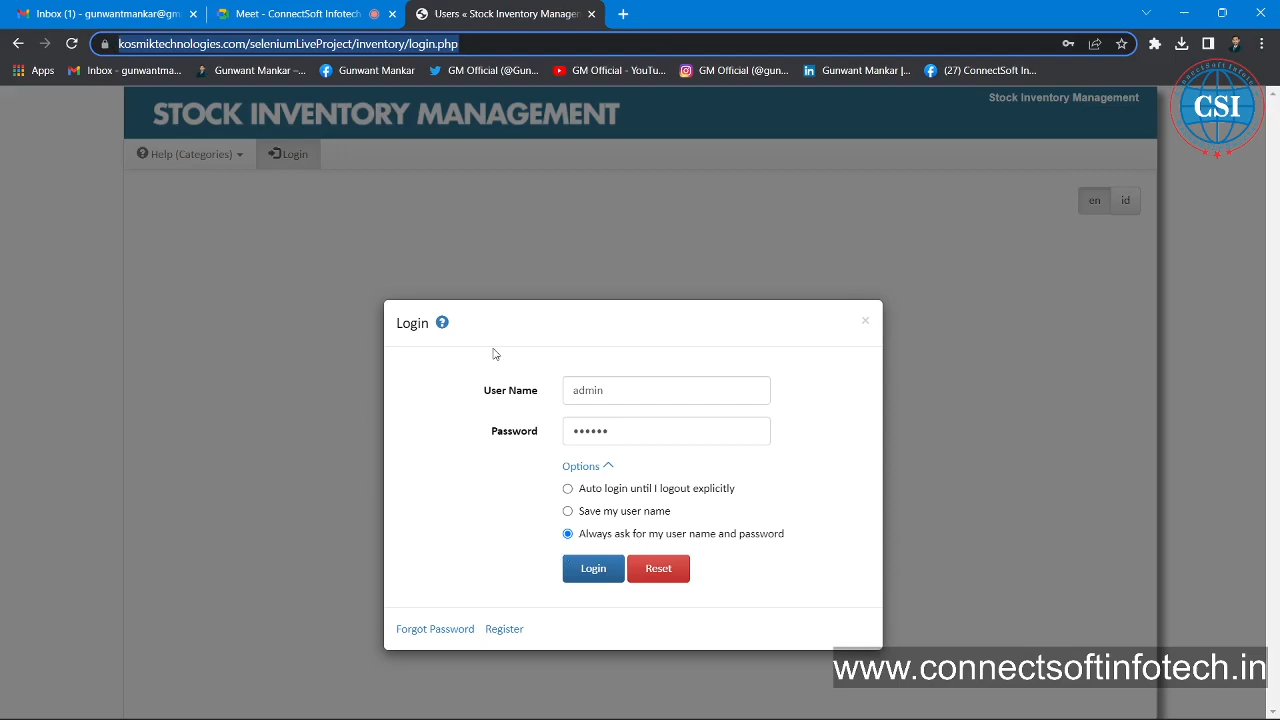 Inbox (1) - gunwantmankar@gm
Meet - ConnectSoft Infotech
Users « Stock Inventory Manager
kosmiktechnologies.com/seleniumLiveProject/inventory/login.php
Apps
Inbox - gunwantma...
Gunwant Mankar –...
Gunwant Mankar
GM Official (@Gu...
GM Official - YouTu...
GM Official (@gun...
Gunwant Mankar |...
(27) ConnectSoft In...
STOCK INVENTORY MANAGEMENT
Stock Inventory Management
ConnectSoft Infotech
CSI
Help (Categories)
Login
en
id
Login
×
User Name
admin
Password
••••••
Options
Auto login until I logout explicitly
Save my user name
Always ask for my user name and password
Login
Reset
Forgot Password
Register
www.connectsoftinfotech.in